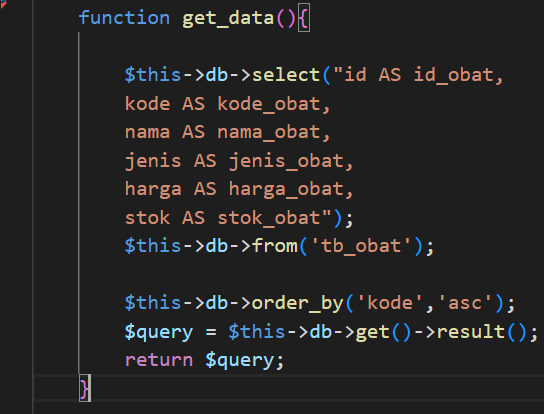 function get_data(){
$this->db->select("id AS id_obat,
kode AS kode_obat,
nama AS nama_obat,
jenis AS jenis_obat,
harga AS harga_obat,
stok AS stok_obat");
$this->db->from('tb_obat');
$this->db->order_by('kode','asc');
$query = $this->db->get()->result();
return $query;
}